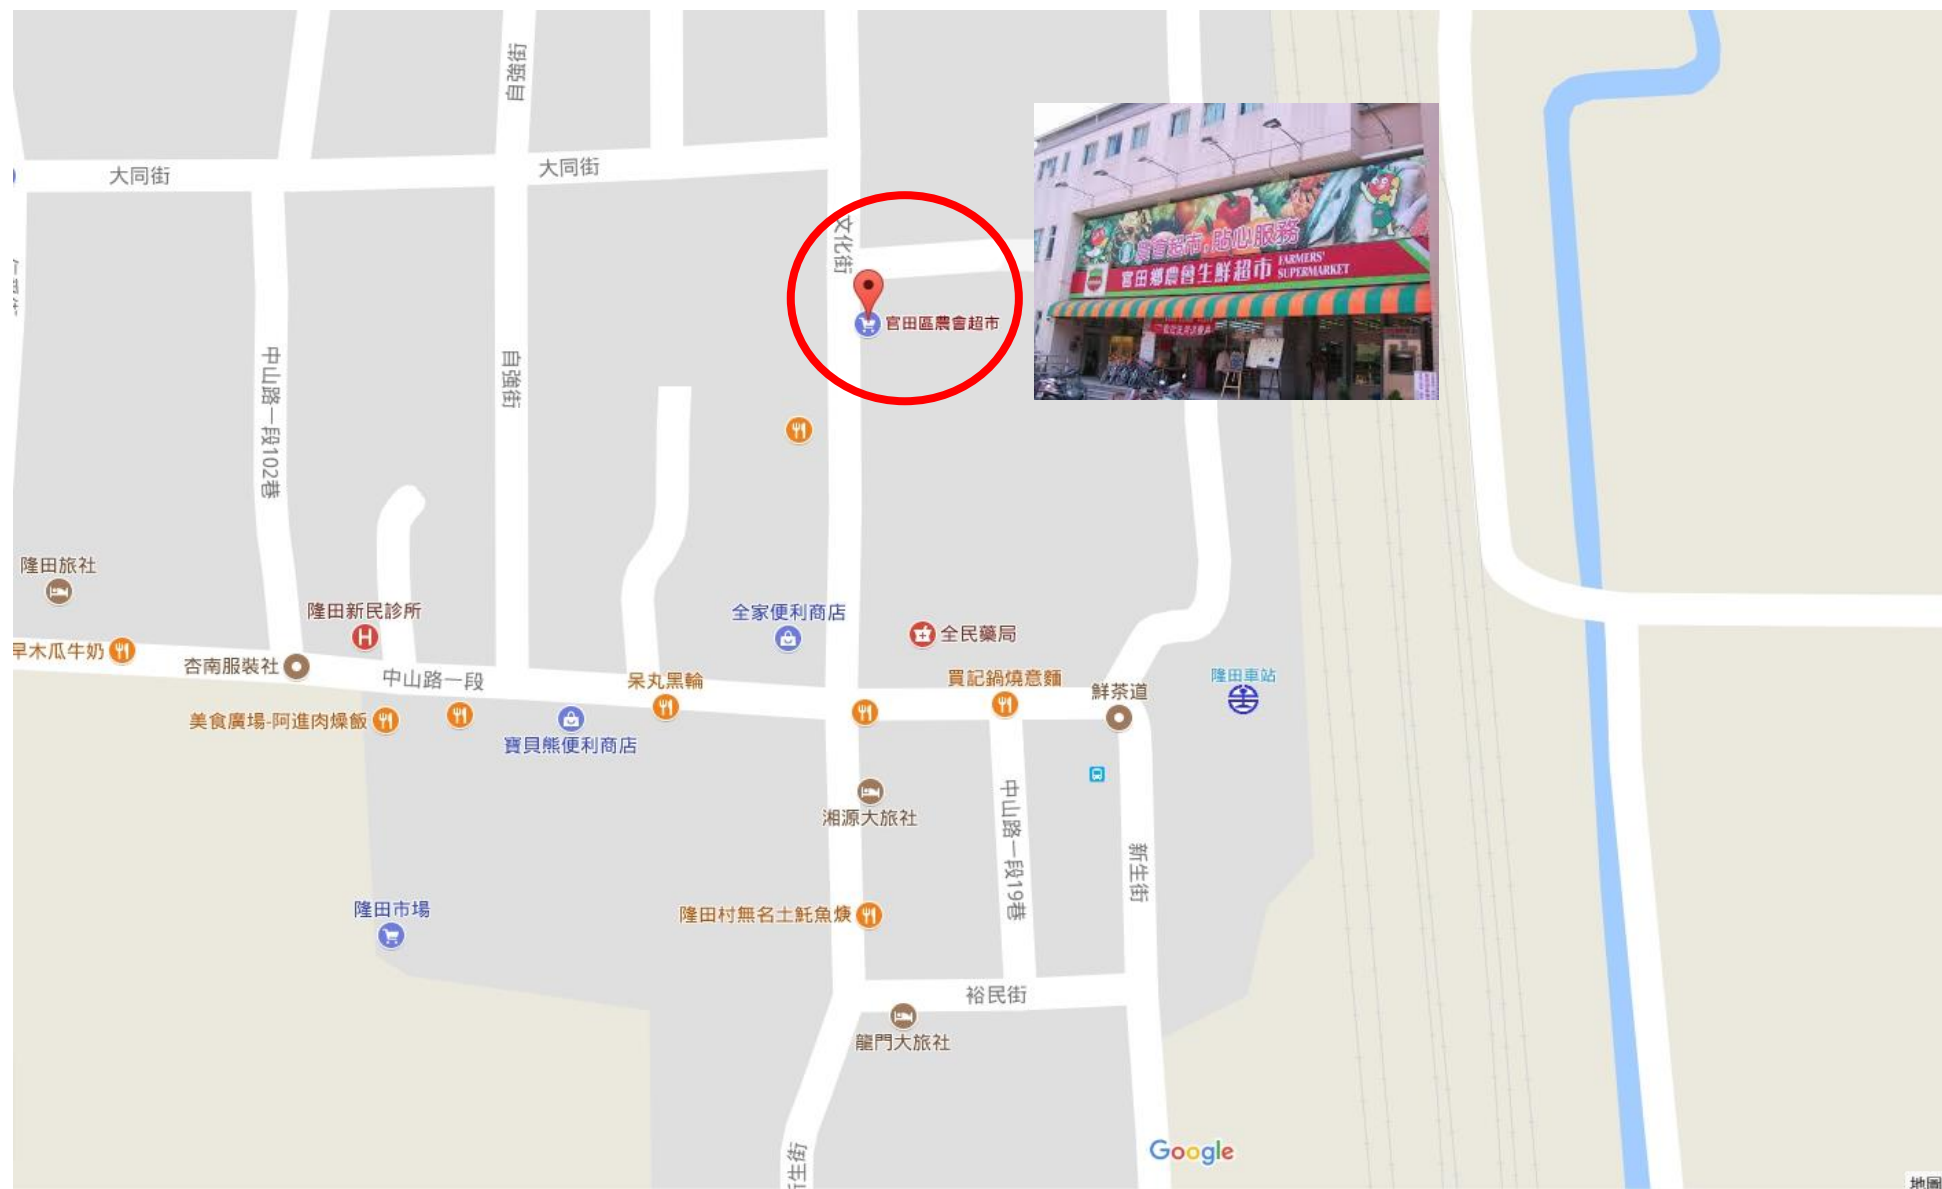 自強街
大同街
大同街
文化街
農會超市,貼心服務
官田鄉農會生鮮超市
FARMERS'
SUPERMARKET
官田區農會超市
中山路一段102巷
自強街
隆田旅社
隆田新民診所
全家便利商店
全民藥局
早木瓜牛奶
杏南服裝社
中山路一段
呆丸黑輪
買記鍋燒意麵
鮮茶道
隆田車站
美食廣場-阿進肉燥飯
寶貝熊便利商店
湘源大旅社
中山路一段19巷
新生街
隆田市場
隆田村無名土魠魚焿
裕民街
龍門大旅社
生街
Google
地圖